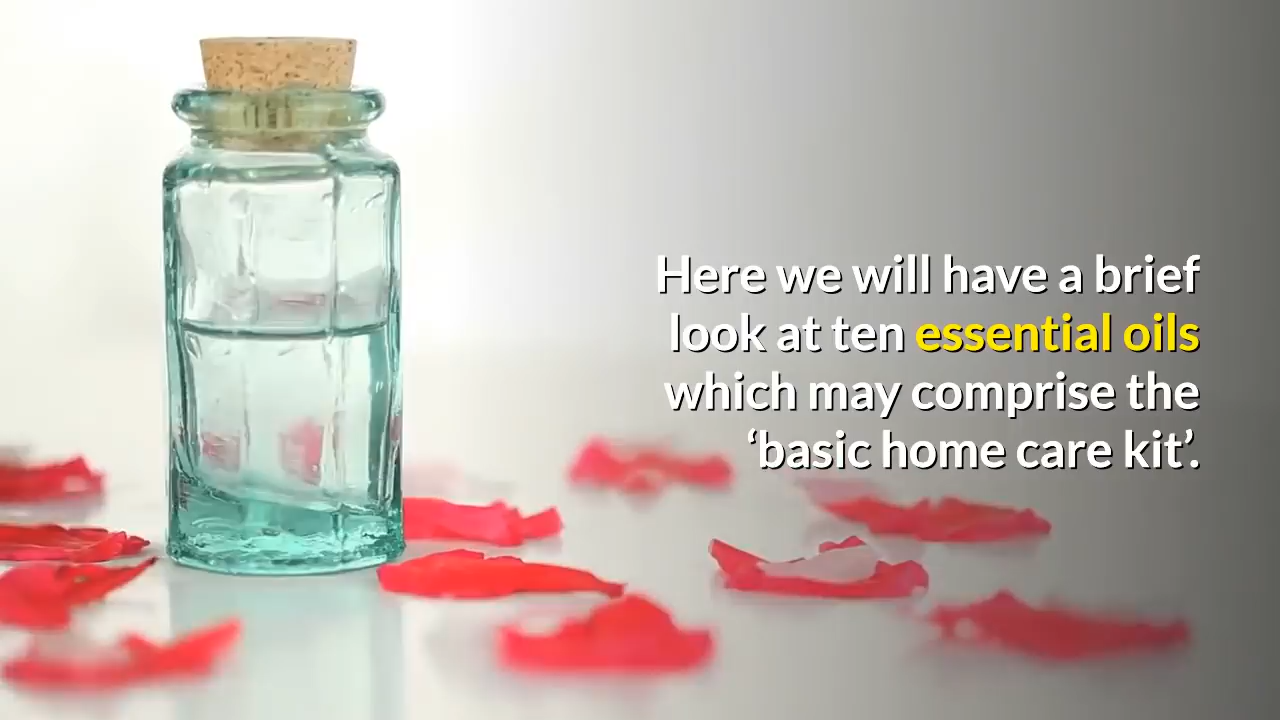 Here we will have a brief
look at ten essential oils
which may comprise the
‘basic home care kit’.